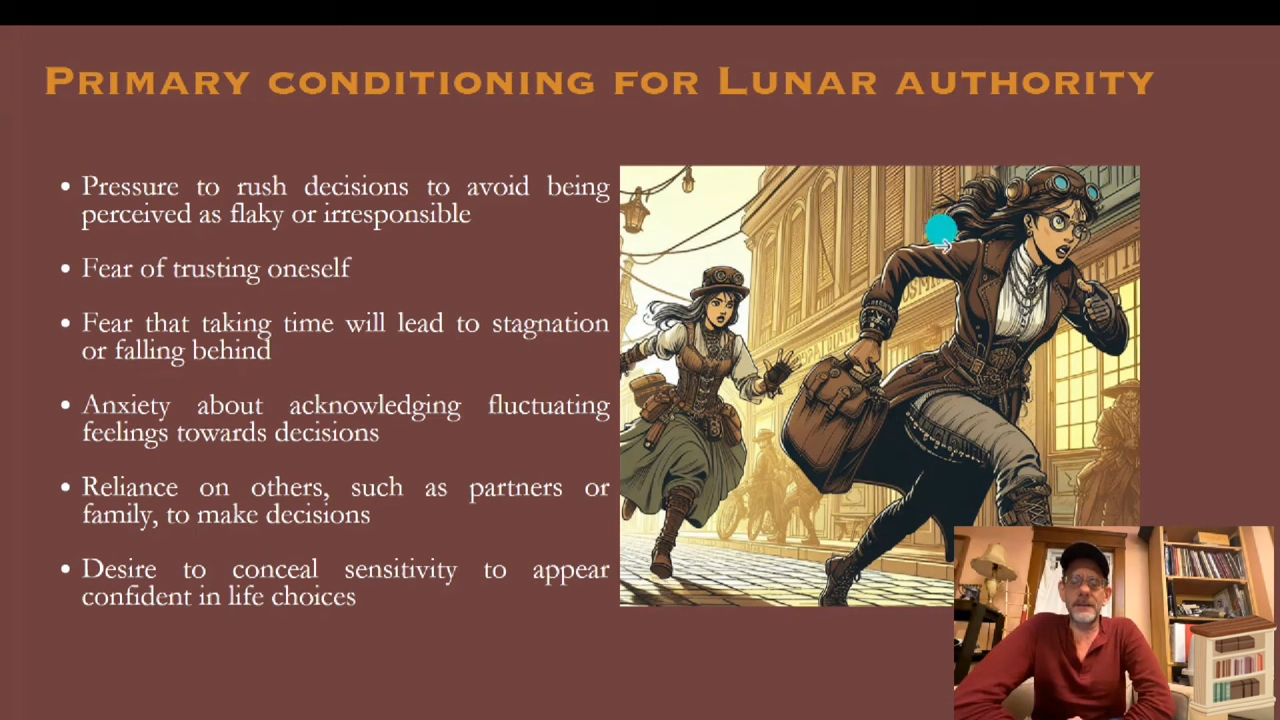 Primary conditioning for Lunar authority
• Pressure to rush decisions to avoid being
perceived as flaky or irresponsible
• Fear of trusting oneself
• Fear that taking time will lead to stagnation
or falling behind
• Anxiety about acknowledging fluctuating
feelings towards decisions
• Reliance on others, such as partners or
family, to make decisions
• Desire to conceal sensitivity to appear
confident in life choices